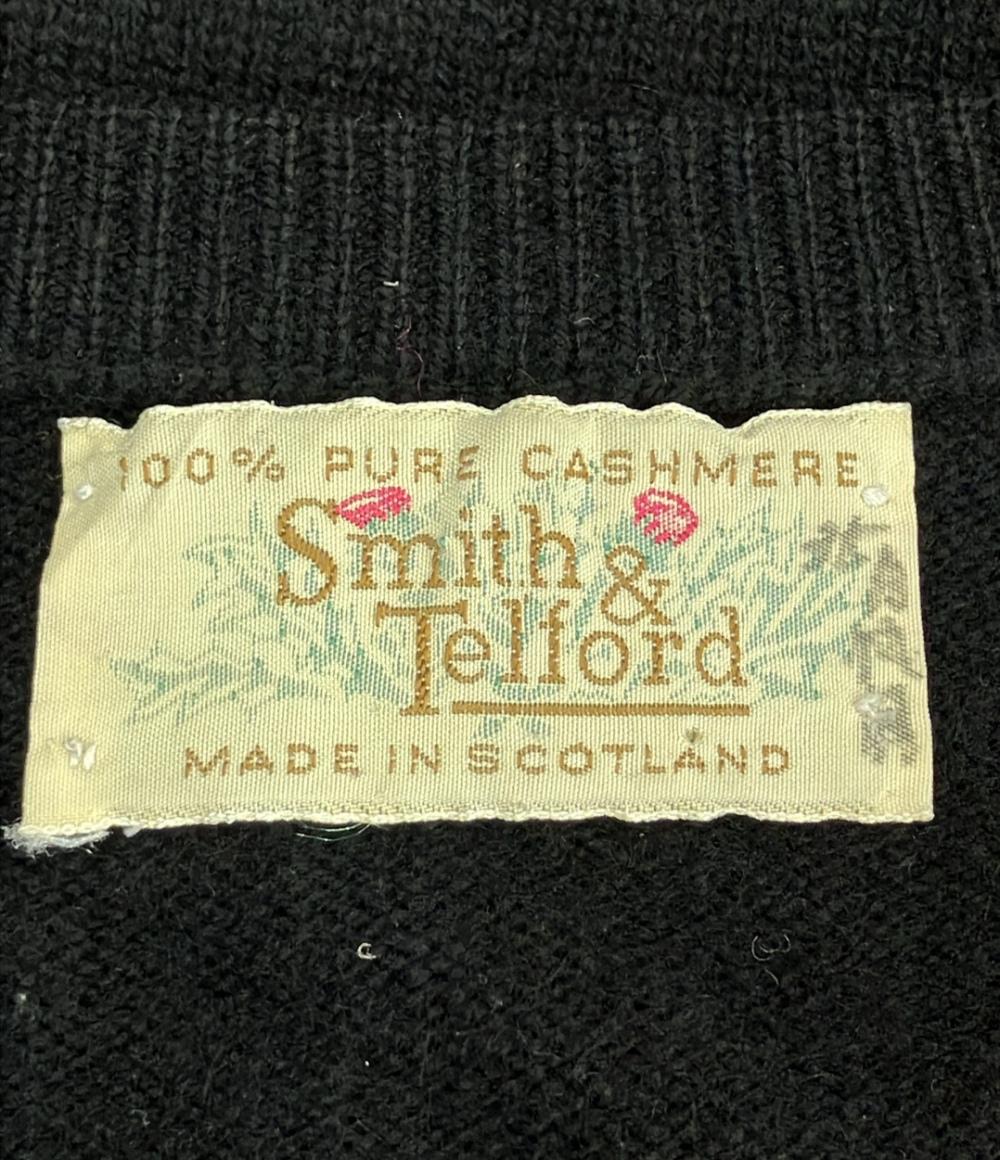 100% PURE CASHMERE
Smith &
Telford
MADE IN SCOTLAND